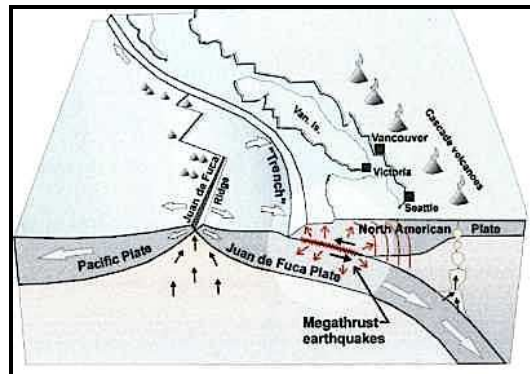 Van. Is.
Vancouver
Victoria
Seattle
Cascade volcanoes
"Trench"
Juan de Fuca
Ridge
North American Plate
Pacific Plate
Juan de Fuca Plate
Megathrust
earthquakes